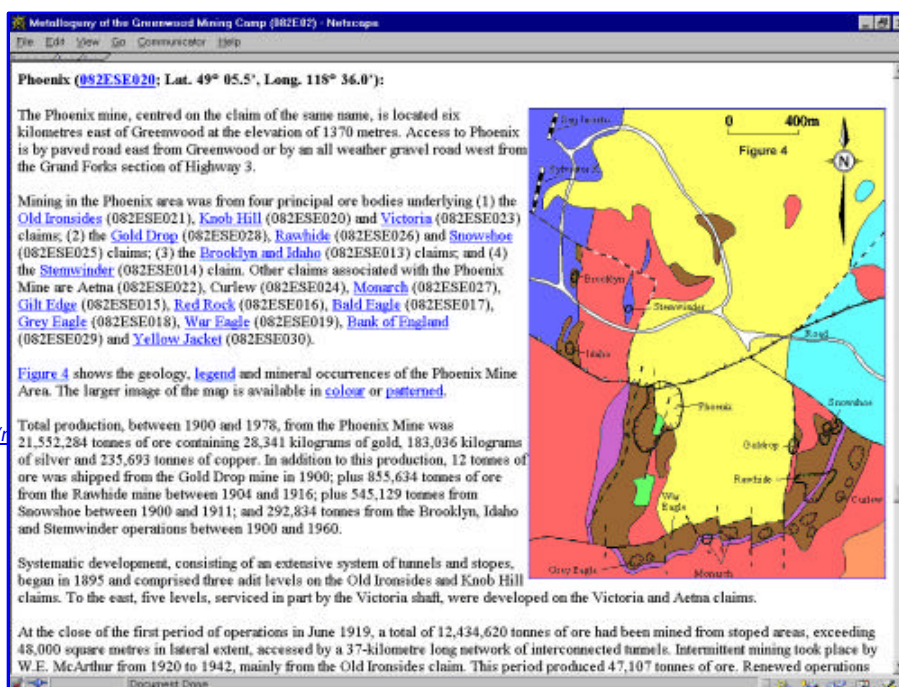 Metallogeny of the Greenwood Mining Camp (082E02) - Netscape
File Edit View Go Communicator Help
Phoenix (082ESE020; Lat. 49° 05.5', Long. 118° 36.0'):
The Phoenix mine, centred on the claim of the same name, is located six
kilometres east of Greenwood at the elevation of 1370 metres. Access to Phoenix
is by paved road east from Greenwood or by an all weather gravel road west from
the Grand Forks section of Highway 3.
Mining in the Phoenix area was from four principal ore bodies underlying (1) the
Old Ironsides (082ESE021), Knob Hill (082ESE020) and Victoria (082ESE023)
claims; (2) the Gold Drop (082ESE028), Rawhide (082ESE026) and Snowshoe
(082ESE025) claims; (3) the Brooklyn and Idaho (082ESE013) claims; and (4)
the Stemwinder (082ESE014) claim. Other claims associated with the Phoenix
Mine are Aetna (082ESE022), Curlew (082ESE024), Monarch (082ESE027),
Gilt Edge (082ESE015), Red Rock (082ESE016), Bald Eagle (082ESE017),
Grey Eagle (082ESE018), War Eagle (082ESE019), Bank of England
(082ESE029) and Yellow Jacket (082ESE030).
Figure 4 shows the geology, legend and mineral occurrences of the Phoenix Mine
Area. The larger image of the map is available in colour or patterned.
Total production, between 1900 and 1978, from the Phoenix Mine was
21,552,284 tonnes of ore containing 28,341 kilograms of gold, 183,036 kilograms
of silver and 235,693 tonnes of copper. In addition to this production, 12 tonnes of
ore was shipped from the Gold Drop mine in 1900; plus 855,634 tonnes of ore
from the Rawhide mine between 1904 and 1916; plus 545,129 tonnes from
Snowshoe between 1900 and 1911; and 292,834 tonnes from the Brooklyn, Idaho
and Stemwinder operations between 1900 and 1960.
Systematic development, consisting of an extensive system of tunnels and stopes,
began in 1895 and comprised three adit levels on the Old Ironsides and Knob Hill
claims. To the east, five levels, serviced in part by the Victoria shaft, were developed on the Victoria and Aetna claims.
At the close of the first period of operations in June 1919, a total of 12,434,620 tonnes of ore had been mined from stoped areas, exceeding
48,000 square metres in lateral extent, accessed by a 37-kilometre long network of interconnected tunnels. Intermittent mining took place by
W.E. McArthur from 1920 to 1942, mainly from the Old Ironsides claim. This period produced 47,107 tonnes of ore. Renewed operations
0 400m
Figure 4
N
Brooklyn
Stemwinder
Road
Idaho
Phoenix
Snowshoe
Golddrop
Rawhide
Curlew
War
Eagle
Grey Eagle
Monarch
Document Done